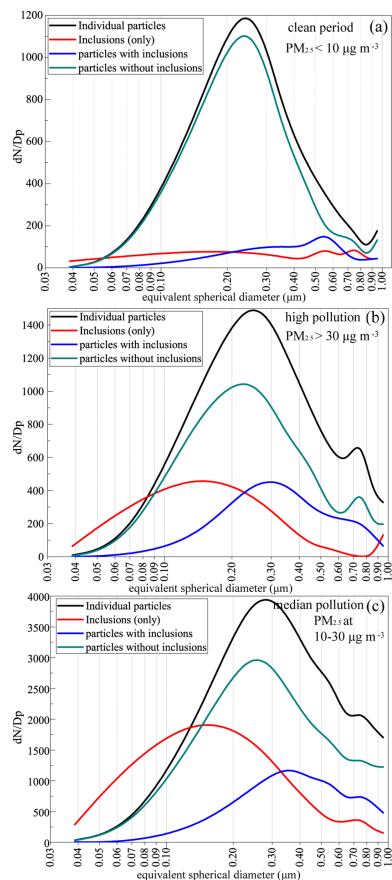 1200
1000
800
600
400
200
0
dN/Dp
Individual particles
Inclusions (only)
particles with inclusions
particles without inclusions
(a)
clean period
PM2.5 < 10 μg m-3
0.03
0.04
0.05
0.06
0.07
0.08
0.09
0.10
0.20
0.30
0.40
0.50
0.60
0.70
0.80
0.90
1.00
equivalent spherical diameter (μm)
1400
1200
1000
800
600
400
200
0
dN/Dp
Individual particles
Inclusions (only)
particles with inclusions
particles without inclusions
(b)
high pollution
PM2.5 > 30 μg m-3
0.03
0.04
0.05
0.06
0.07
0.08
0.09
0.10
0.20
0.30
0.40
0.50
0.60
0.70
0.80
0.90
1.00
equivalent spherical diameter (μm)
4000
3500
3000
2500
2000
1500
1000
500
0
dN/Dp
Individual particles
Inclusions (only)
particles with inclusions
particles without inclusions
median pollution (c)
PM2.5 at
10-30 μg m-3
0.03
0.04
0.05
0.06
0.07
0.08
0.09
0.10
0.20
0.30
0.40
0.50
0.60
0.70
0.80
0.90
1.00
equivalent spherical diameter (μm)